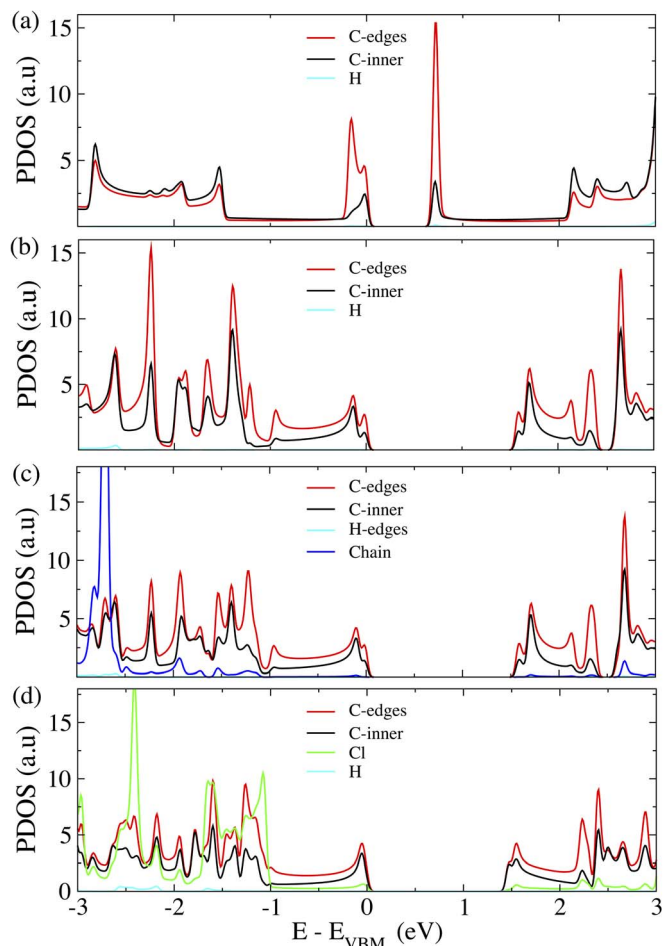 (a)
15
10
5
PDOS (a.u)
C-edges
C-inner
H
(b)
15
10
5
PDOS (a.u)
C-edges
C-inner
H
(c)
15
10
5
PDOS (a.u)
C-edges
C-inner
H-edges
Chain
(d)
15
10
5
0
PDOS (a.u)
C-edges
C-inner
Cl
H
-3 -2 -1 0 1 2 3
E - E_VBM (eV)